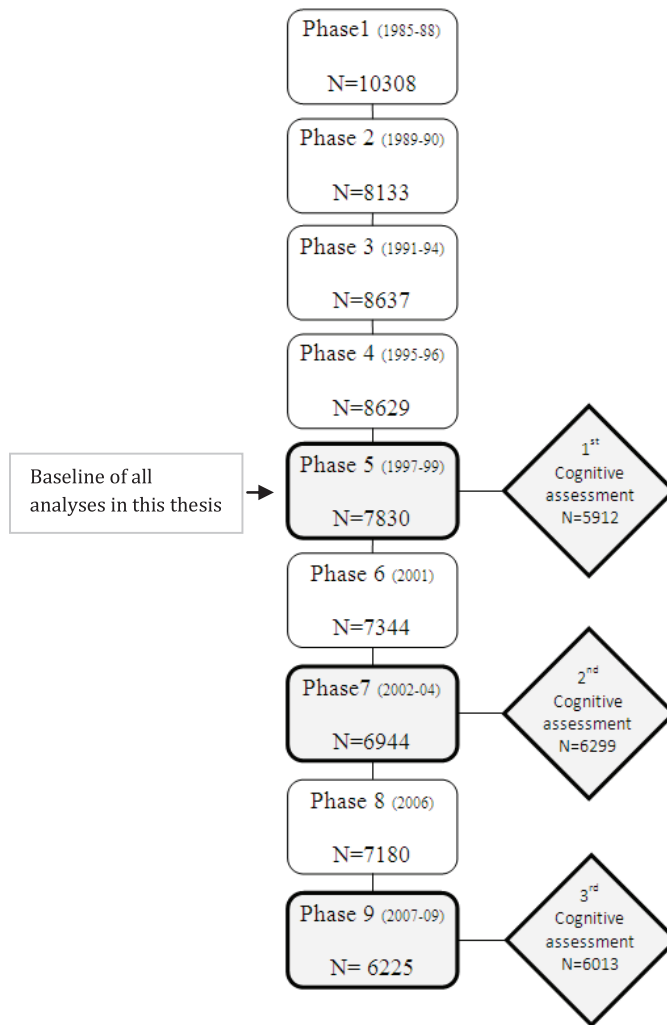 Phase1 (1985-88)
N=10308
Phase 2 (1989-90)
N=8133
Phase 3 (1991-94)
N=8637
Phase 4 (1995-96)
N=8629
Baseline of all
analyses in this thesis
Phase 5 (1997-99)
N=7830
1st
Cognitive
assessment
N=5912
Phase 6 (2001)
N=7344
Phase7 (2002-04)
N=6944
2nd
Cognitive
assessment
N=6299
Phase 8 (2006)
N=7180
Phase 9 (2007-09)
N= 6225
3rd
Cognitive
assessment
N=6013